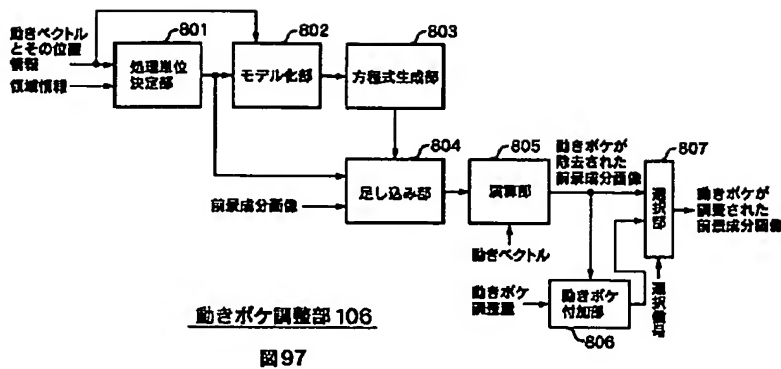 動きベクトル
とその位置
情報
領域情報
801
処理単位
決定部
802
モデル化部
803
方程式生成部
804
足し込み部
前景成分画像
805
演算部
動きベクトル
動きボケが
除去された
前景成分画像
807
選択部
動きボケが
調整された
前景成分画像
動きボケ
調整量
動きボケ
付加部
806
選択信号
動きボケ調整部 106
図97